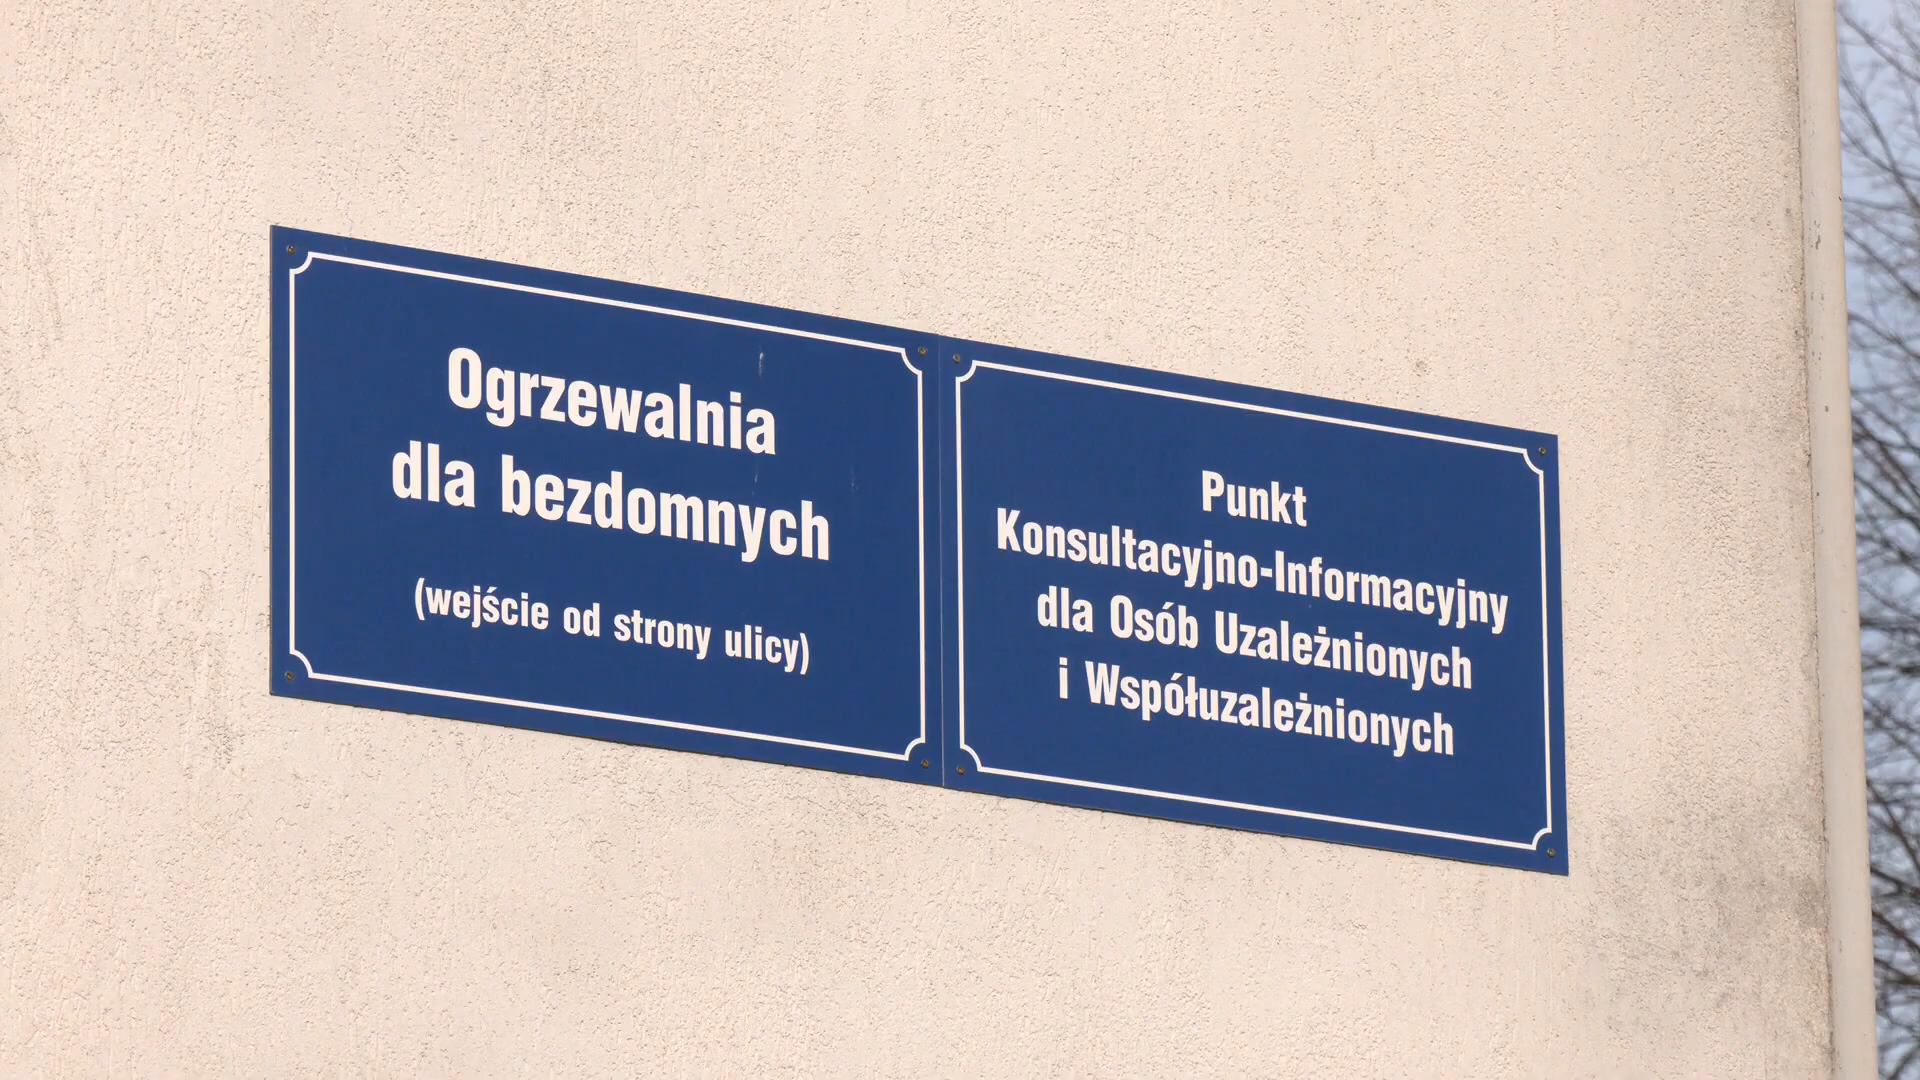 Ogrzewalnia
dla bezdomnych
(wejście od strony ulicy)
Punkt
Konsultacyjno-Informacyjny
dla Osób Uzależnionych
i Współuzależnionych